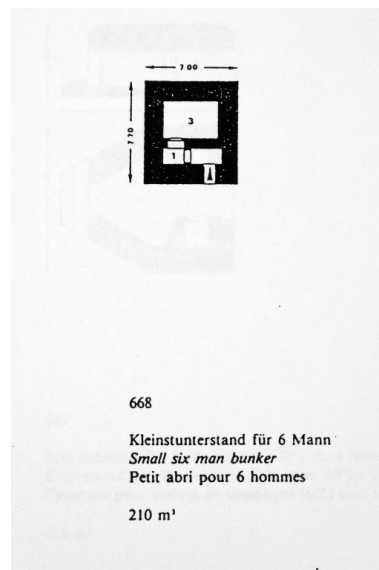 700
770
3
1
668
Kleinstunterstand für 6 Mann
Small six man bunker
Petit abri pour 6 hommes
210 m³